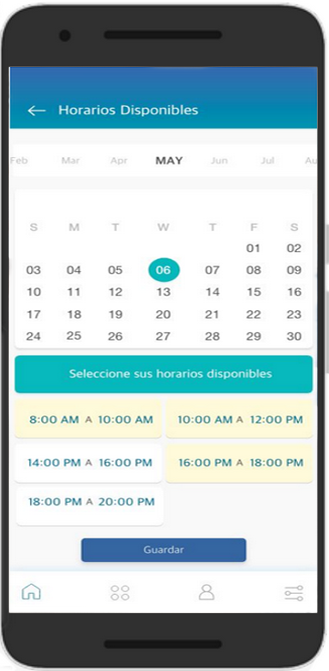 Horarios Disponibles
Feb Mar Apr MAY Jun Jul Au
S M T W T F S
01 02
03 04 05 06 07 08 09
10 11 12 13 14 15 16
17 18 19 20 21 22 23
24 25 26 27 28 29 30
Seleccione sus horarios disponibles
8:00 AM A 10:00 AM 10:00 AM A 12:00 PM
14:00 PM A 16:00 PM 16:00 PM A 18:00 PM
18:00 PM A 20:00 PM
Guardar